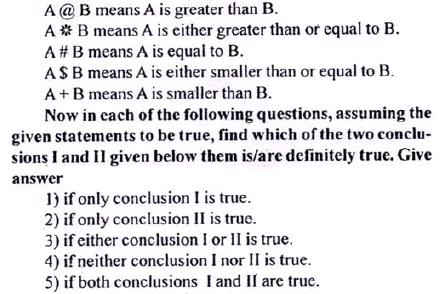 A @ B means A is greater than B.
A ✽ B means A is either greater than or equal to B.
A # B means A is equal to B.
A $ B means A is either smaller than or equal to B.
A + B means A is smaller than B.
Now in each of the following questions, assuming the
given statements to be true, find which of the two conclu-
sions I and II given below them is/are definitely true. Give
answer
1) if only conclusion I is true.
2) if only conclusion II is true.
3) if either conclusion I or II is true.
4) if neither conclusion I nor II is true.
5) if both conclusions I and II are true.